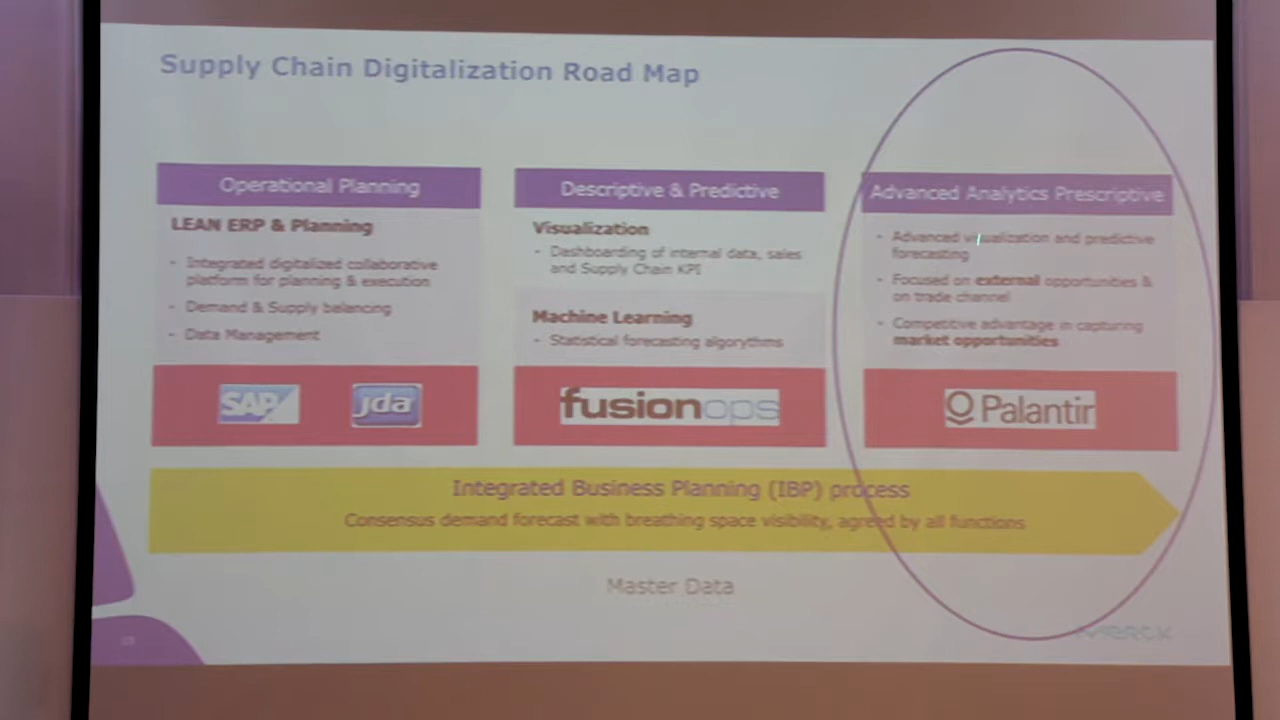 Supply Chain Digitalization Road Map
Operational Planning
LEAN ERP & Planning
- Integrated digitalized collaborative
platform for planning & execution
- Demand & Supply balancing
- Data Management
SAP
jda
Descriptive & Predictive
Visualization
- Dashboarding of internal data, sales
and Supply Chain KPI
Machine Learning
- Statistical forecasting algorythms
fusionops
Advanced Analytics Prescriptive
- Advanced visualization and predictive
forecasting
- Focused on external opportunities &
on trade channel
- Competitive advantage in capturing
market opportunities
Palantir
Integrated Business Planning (IBP) process
Consensus demand forecast with breathing space visibility, agreed by all functions
Master Data
MERCK